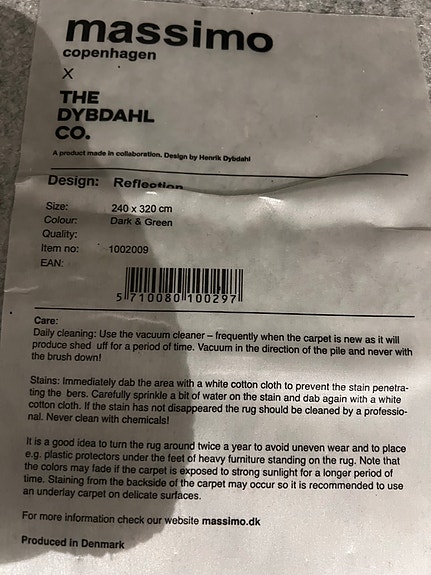 massimo
copenhagen
X
THE
DYBDAHL
CO.
A product made in collaboration. Design by Henrik Dybdahl
Design: Reflection
Size: 240 x 320 cm
Colour: Dark & Green
Quality:
Item no: 1002009
EAN:
5 710080 100297
Care:
Daily cleaning: Use the vacuum cleaner – frequently when the carpet is new as it will
produce shed uff for a period of time. Vacuum in the direction of the pile and never with
the brush down!
Stains: Immediately dab the area with a white cotton cloth to prevent the stain penetra-
ting the bers. Carefully sprinkle a bit of water on the stain and dab again with a white
cotton cloth. If the stain has not disappeared the rug should be cleaned by a professio-
nal. Never clean with chemicals!
It is a good idea to turn the rug around twice a year to avoid uneven wear and to place
e.g. plastic protectors under the feet of heavy furniture standing on the rug. Note that
the colors may fade if the carpet is exposed to strong sunlight for a longer period of
time. Staining from the backside of the carpet may occur so it is recommended to use
an underlay carpet on delicate surfaces.
For more information check our website massimo.dk
Produced in Denmark